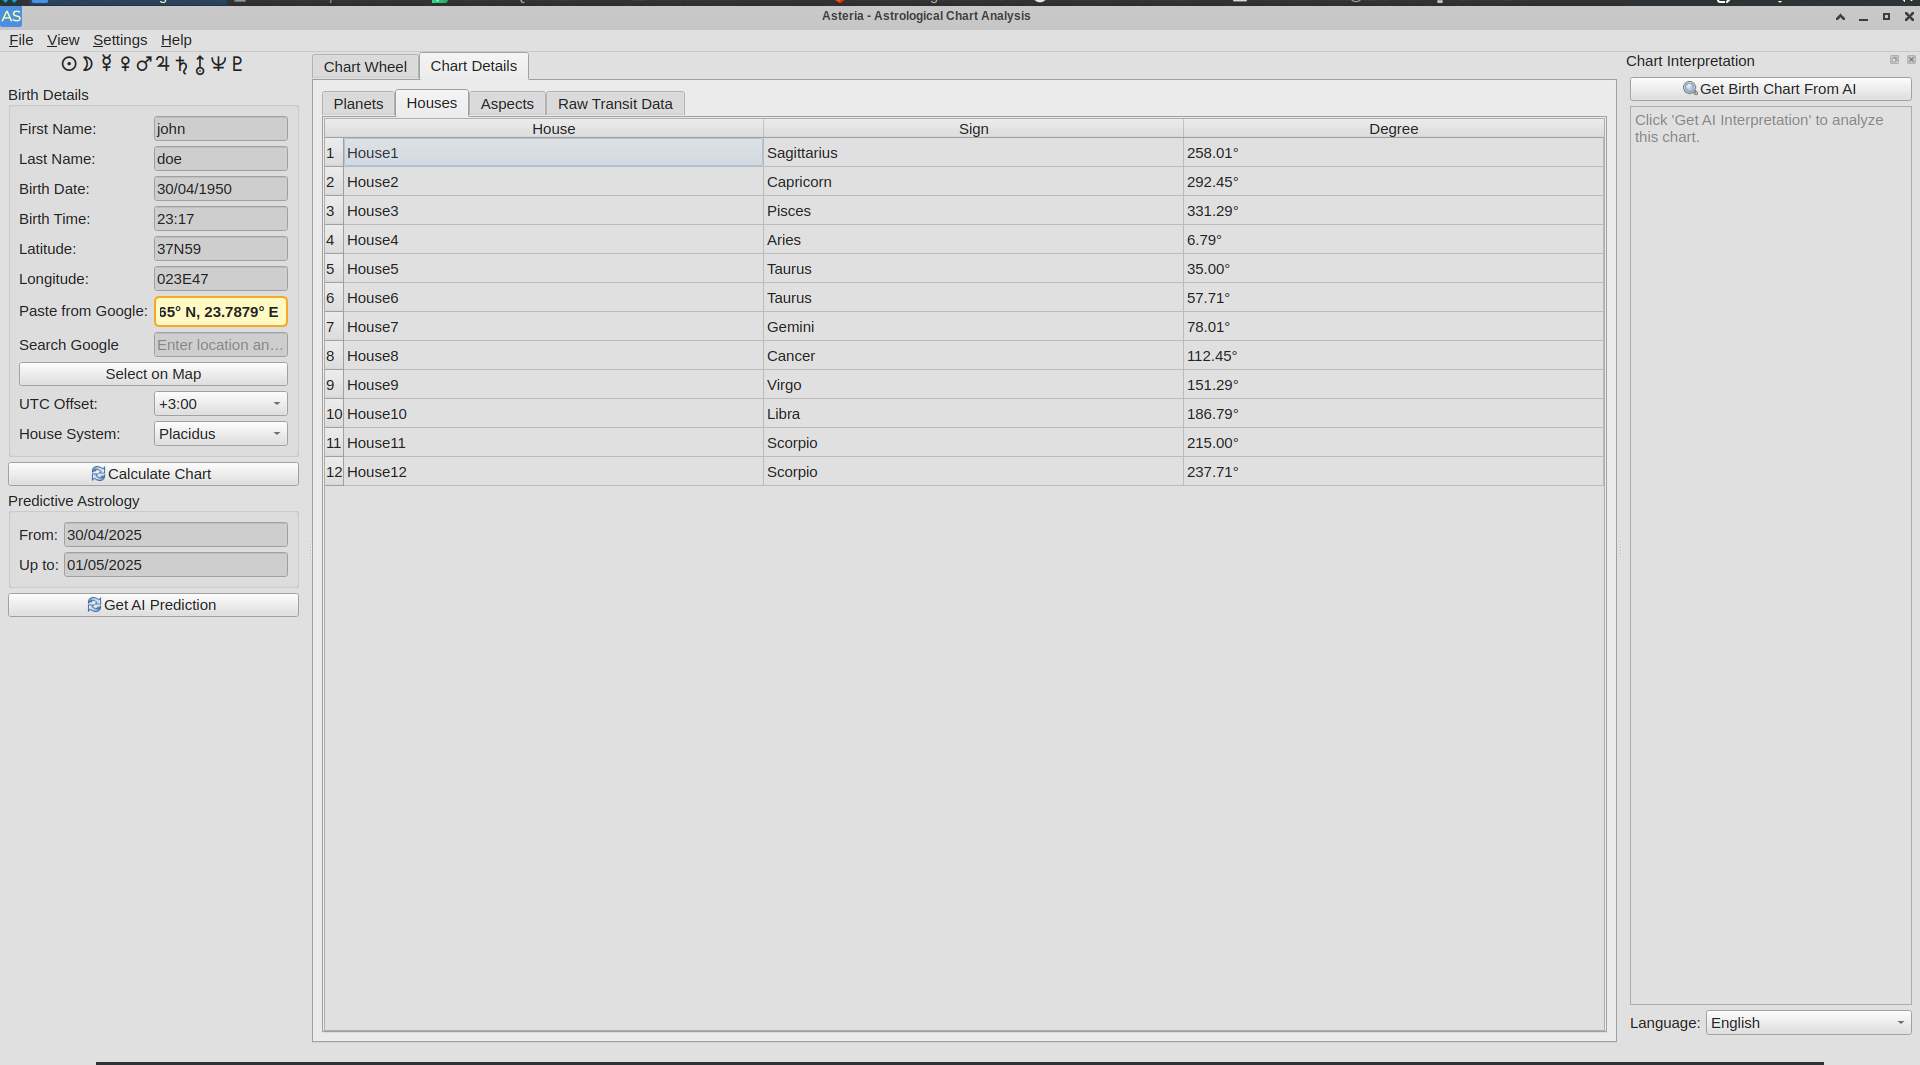 AS
Asteria - Astrological Chart Analysis
File View Settings Help
☉☽☿♀♂♃♄⛢♆♇
Birth Details
First Name: john
Last Name: doe
Birth Date: 30/04/1950
Birth Time: 23:17
Latitude: 37N59
Longitude: 023E47
Paste from Google: 65° N, 23.7879° E
Search Google Enter location an...
Select on Map
UTC Offset: +3:00
House System: Placidus
Calculate Chart
Predictive Astrology
From: 30/04/2025
Up to: 01/05/2025
Get AI Prediction
Chart Wheel Chart Details
Planets Houses Aspects Raw Transit Data
House Sign Degree
1 House1 Sagittarius 258.01°
2 House2 Capricorn 292.45°
3 House3 Pisces 331.29°
4 House4 Aries 6.79°
5 House5 Taurus 35.00°
6 House6 Taurus 57.71°
7 House7 Gemini 78.01°
8 House8 Cancer 112.45°
9 House9 Virgo 151.29°
10 House10 Libra 186.79°
11 House11 Scorpio 215.00°
12 House12 Scorpio 237.71°
Chart Interpretation
Get Birth Chart From AI
Click 'Get AI Interpretation' to analyze
this chart.
Language: English